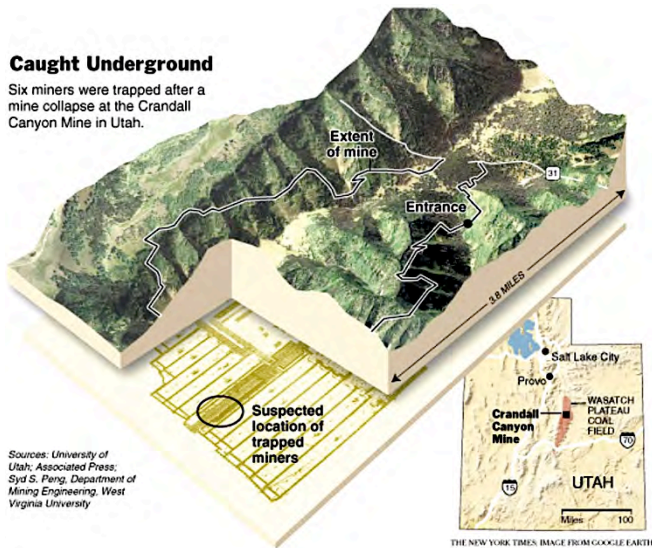 Caught Underground
Six miners were trapped after a
mine collapse at the Crandall
Canyon Mine in Utah.
Extent
of mine
31
Entrance
3.8 MILES
Suspected
location of
trapped
miners
Salt Lake City
Provo
Crandall
Canyon
Mine
WASATCH
PLATEAU
COAL
FIELD
70
15
UTAH
Miles 100
Sources: University of
Utah; Associated Press;
Syd S. Peng, Department of
Mining Engineering, West
Virginia University
THE NEW YORK TIMES; IMAGE FROM GOOGLE EARTH